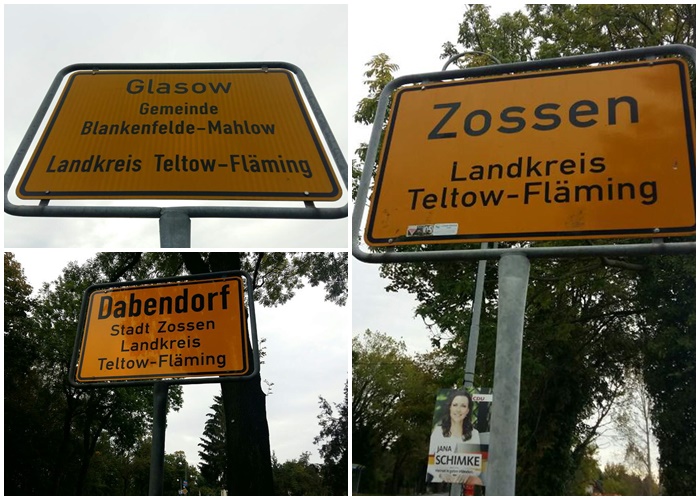 Glasow
Gemeinde
Blankenfelde-Mahlow
Landkreis Teltow-Fläming
Dabendorf
Stadt Zossen
Landkreis
Teltow-Fläming
Zossen
Landkreis
Teltow-Fläming
CDU
JANA
SCHIMKE